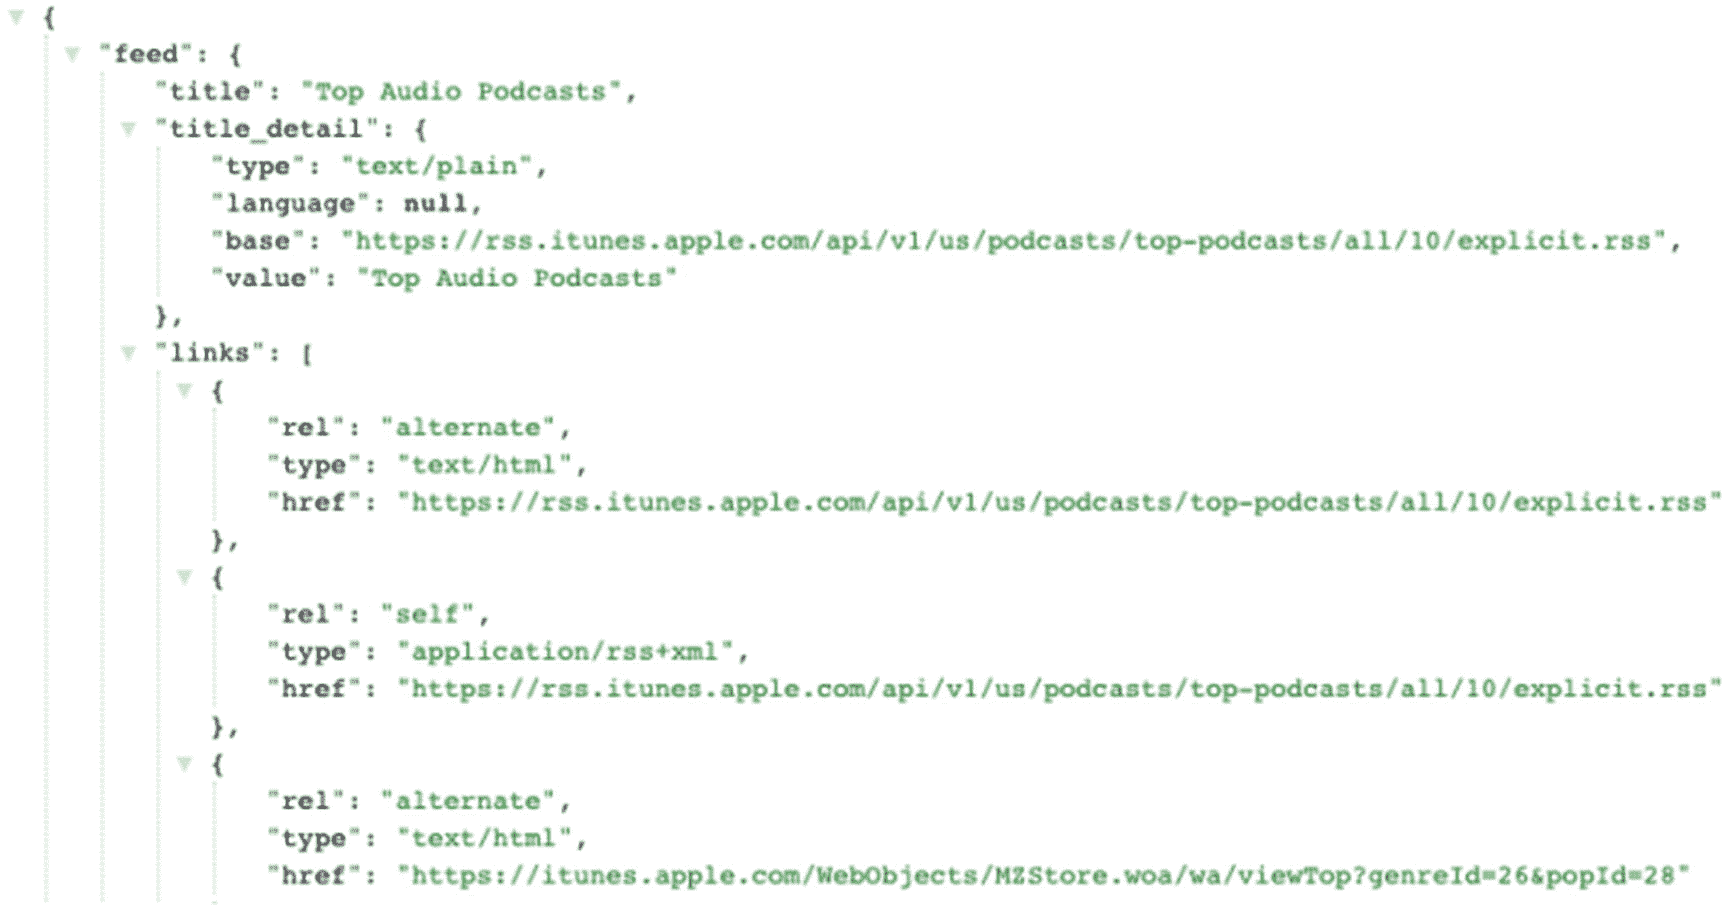 {
"feed": {
"title": "Top Audio Podcasts",
"title_detail": {
"type": "text/plain",
"language": null,
"base": "https://rss.itunes.apple.com/api/v1/us/podcasts/top-podcasts/all/10/explicit.rss",
"value": "Top Audio Podcasts"
},
"links": [
{
"rel": "alternate",
"type": "text/html",
"href": "https://rss.itunes.apple.com/api/v1/us/podcasts/top-podcasts/all/10/explicit.rss"
},
{
"rel": "self",
"type": "application/rss+xml",
"href": "https://rss.itunes.apple.com/api/v1/us/podcasts/top-podcasts/all/10/explicit.rss"
},
{
"rel": "alternate",
"type": "text/html",
"href": "https://itunes.apple.com/WebObjects/MZStore.woa/wa/viewTop?genreId=26&popId=28"